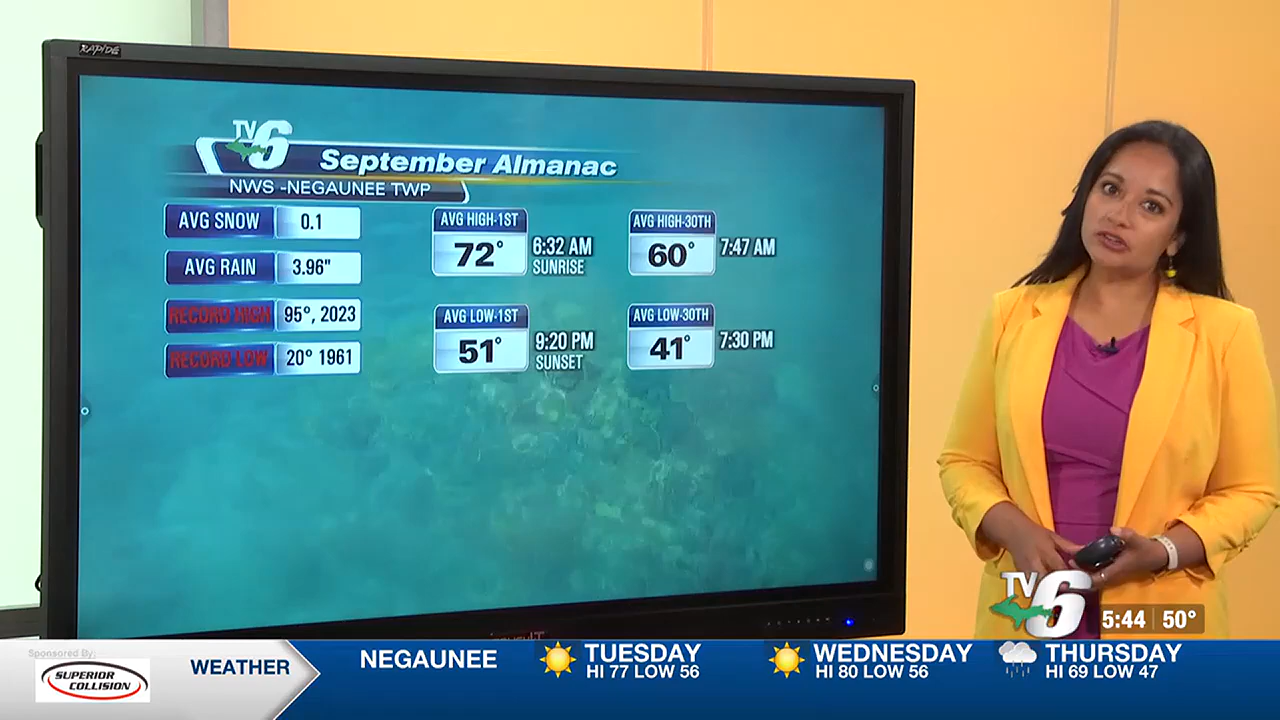 RAPIDE
TV6
September Almanac
NWS -NEGAUNEE TWP
AVG SNOW 0.1
AVG RAIN 3.96"
RECORD HIGH 95°, 2023
RECORD LOW 20° 1961
AVG HIGH-1ST
72°
6:32 AM
SUNRISE
AVG HIGH-30TH
60°
7:47 AM
AVG LOW-1ST
51°
9:20 PM
SUNSET
AVG LOW-30TH
41°
7:30 PM
TV6
5:44 50°
Sponsored By:
SUPERIOR
COLLISION
WEATHER
NEGAUNEE
TUESDAY
HI 77 LOW 56
WEDNESDAY
HI 80 LOW 56
THURSDAY
HI 69 LOW 47